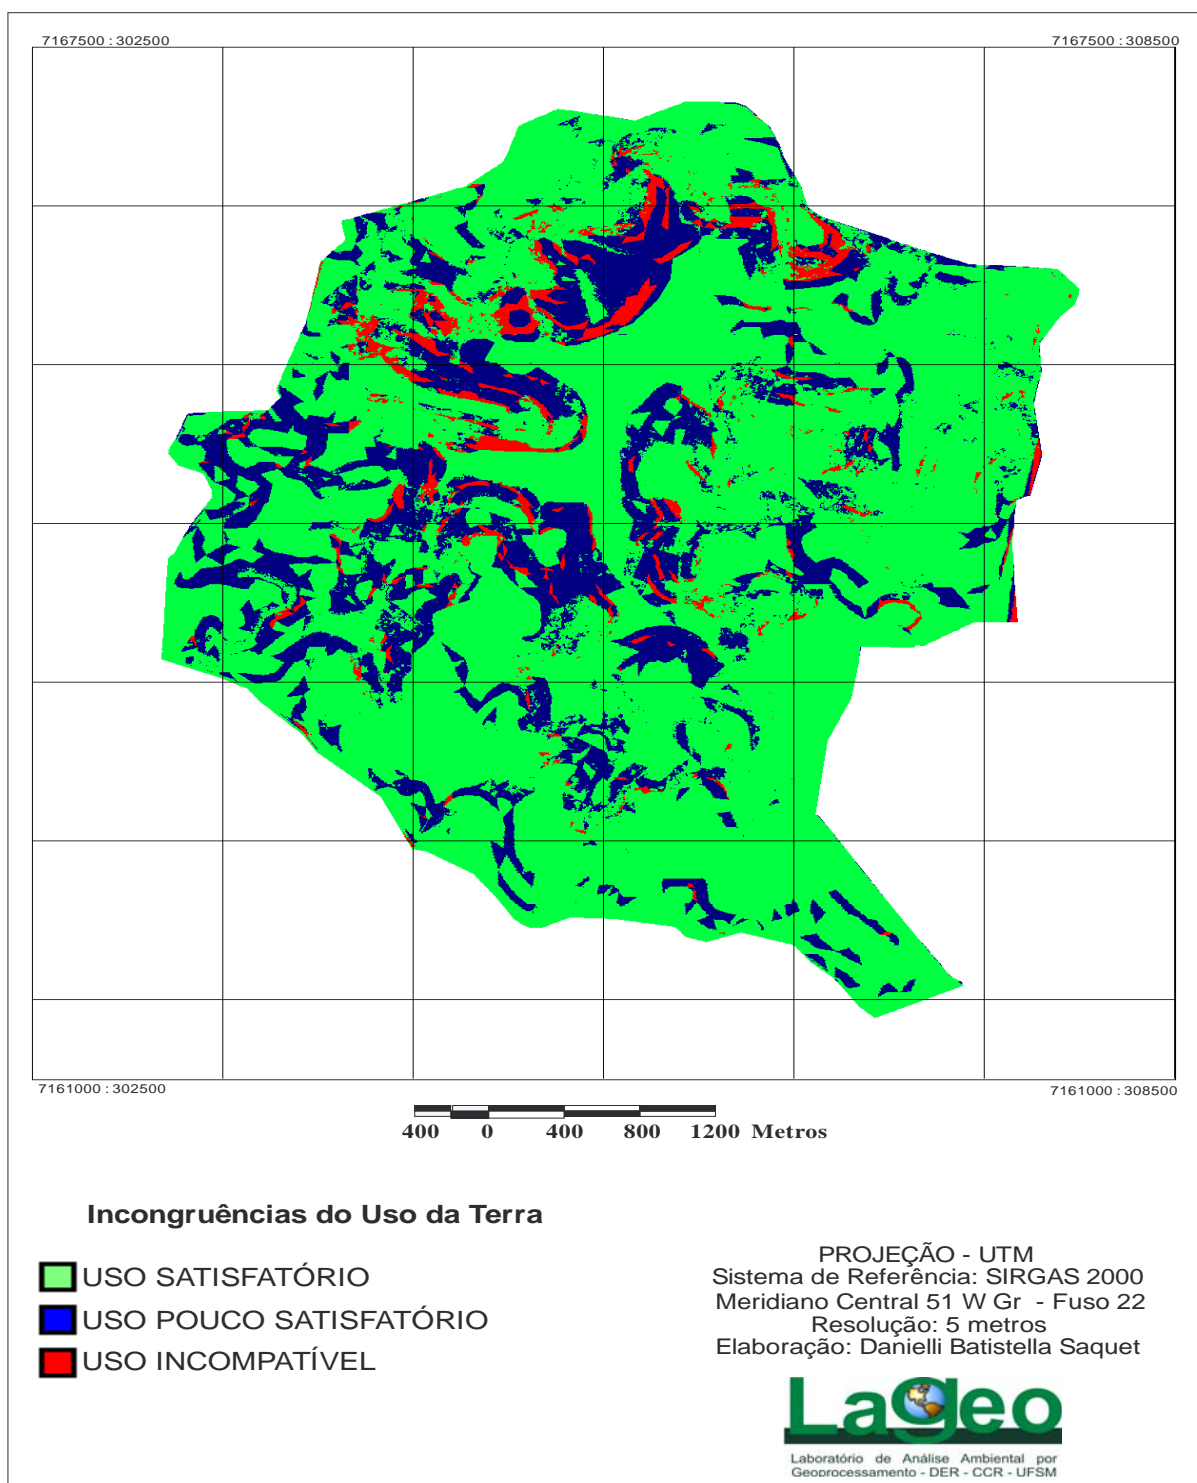 7167500 : 302500
7167500 : 308500
7161000 : 302500
7161000 : 308500
400 0 400 800 1200 Metros
Incongruências do Uso da Terra
USO SATISFATÓRIO
USO POUCO SATISFATÓRIO
USO INCOMPATÍVEL
PROJEÇÃO - UTM
Sistema de Referência: SIRGAS 2000
Meridiano Central 51 W Gr - Fuso 22
Resolução: 5 metros
Elaboração: Danielli Batistella Saquet
Lageo
Laboratório de Análise Ambiental por
Geoprocessamento - DER - CCR - UFSM